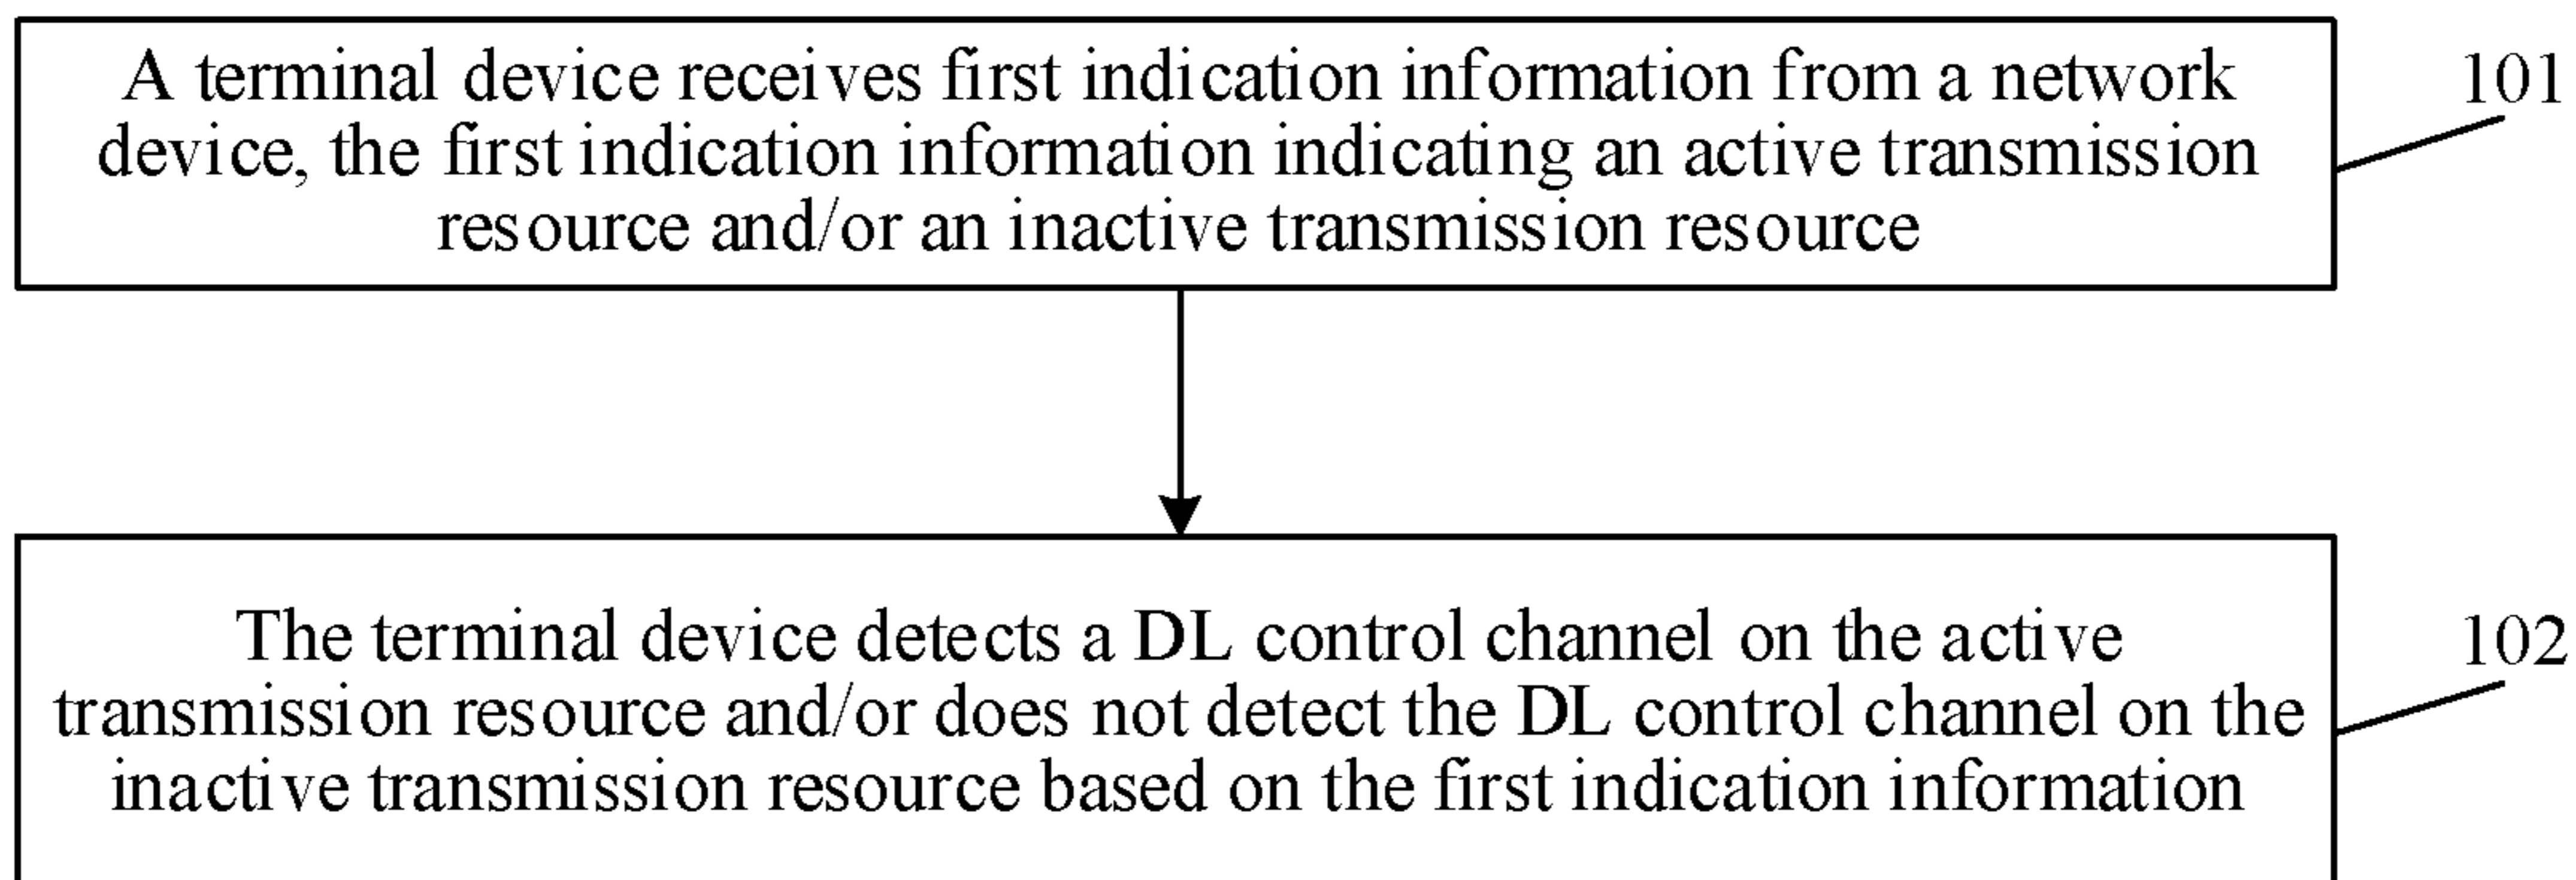 A terminal device receives first indication information from a network
device, the first indication information indicating an active transmission
resource and/or an inactive transmission resource
101
The terminal device detects a DL control channel on the active
transmission resource and/or does not detect the DL control channel on the
inactive transmission resource based on the first indication information
102